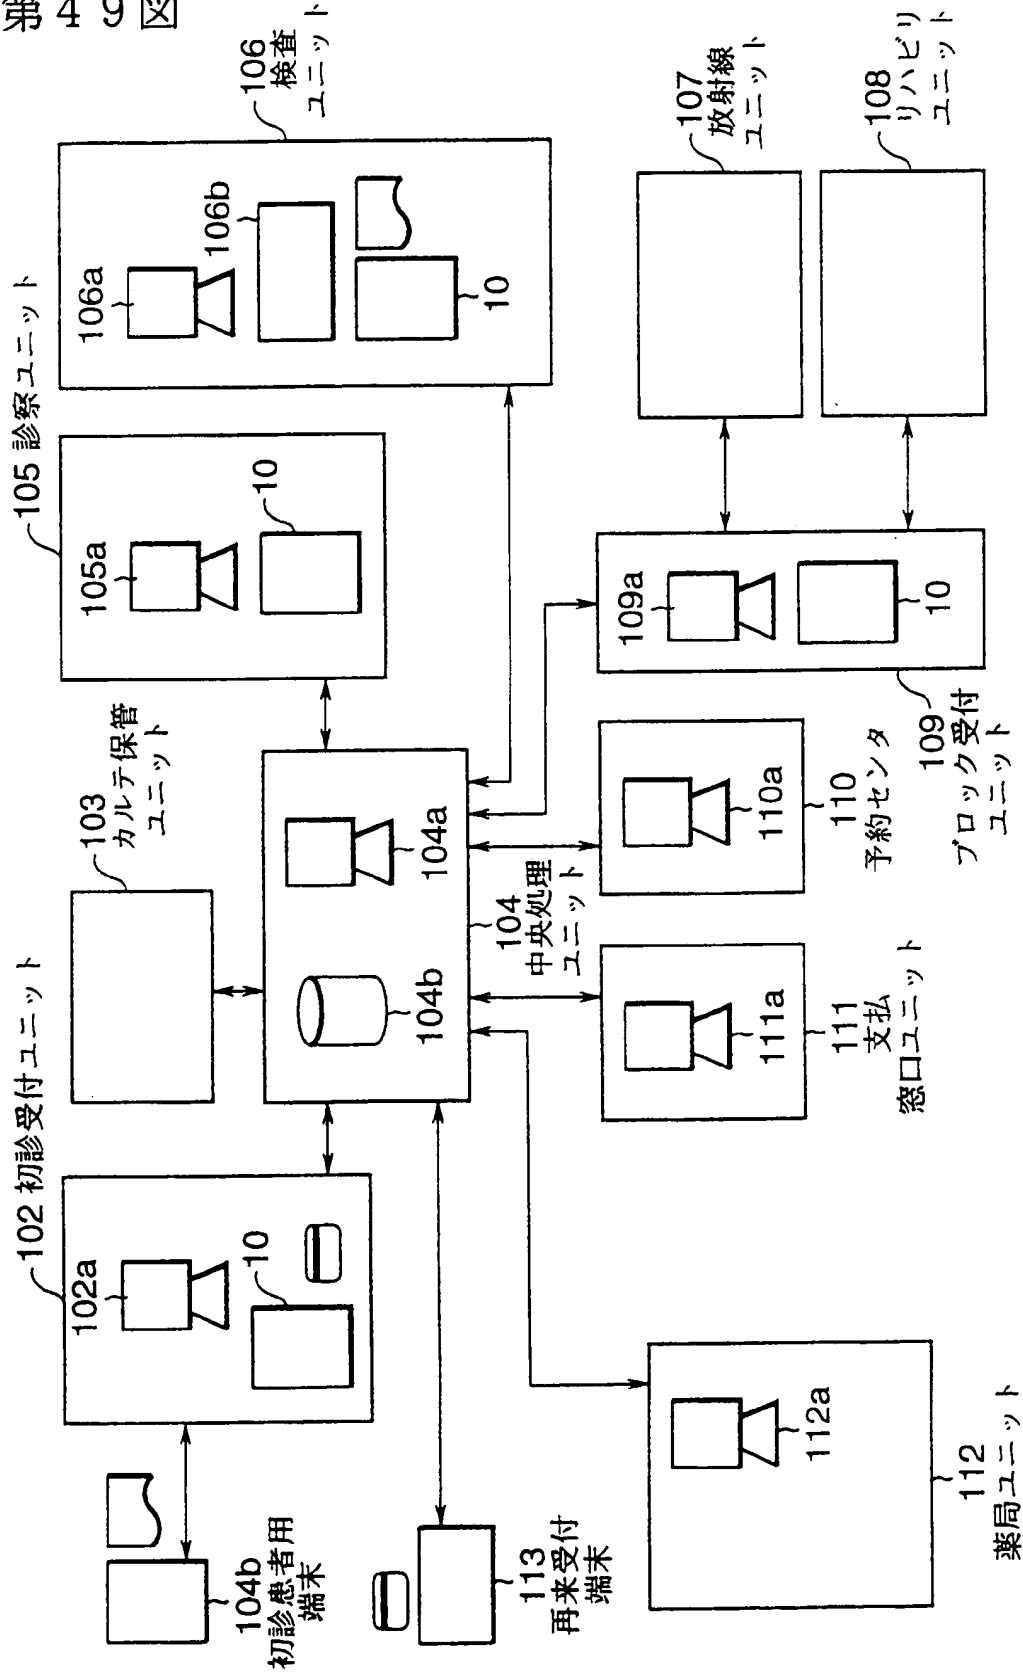 第４９図
102 初診受付ユニット
102a
10
104b
初診患者用
端末
113
再来受付
端末
103
カルテ保管
ユニット
104a
104b
104
中央処理
ユニット
105 診察ユニット
105a
10
106
検査
ユニット
106a
106b
10
107
放射線
ユニット
108
リハビリ
ユニット
109a
10
109
ブロック受付
ユニット
110a
110
予約センタ
111a
111
支払
窓口ユニット
112a
112
薬局ユニット